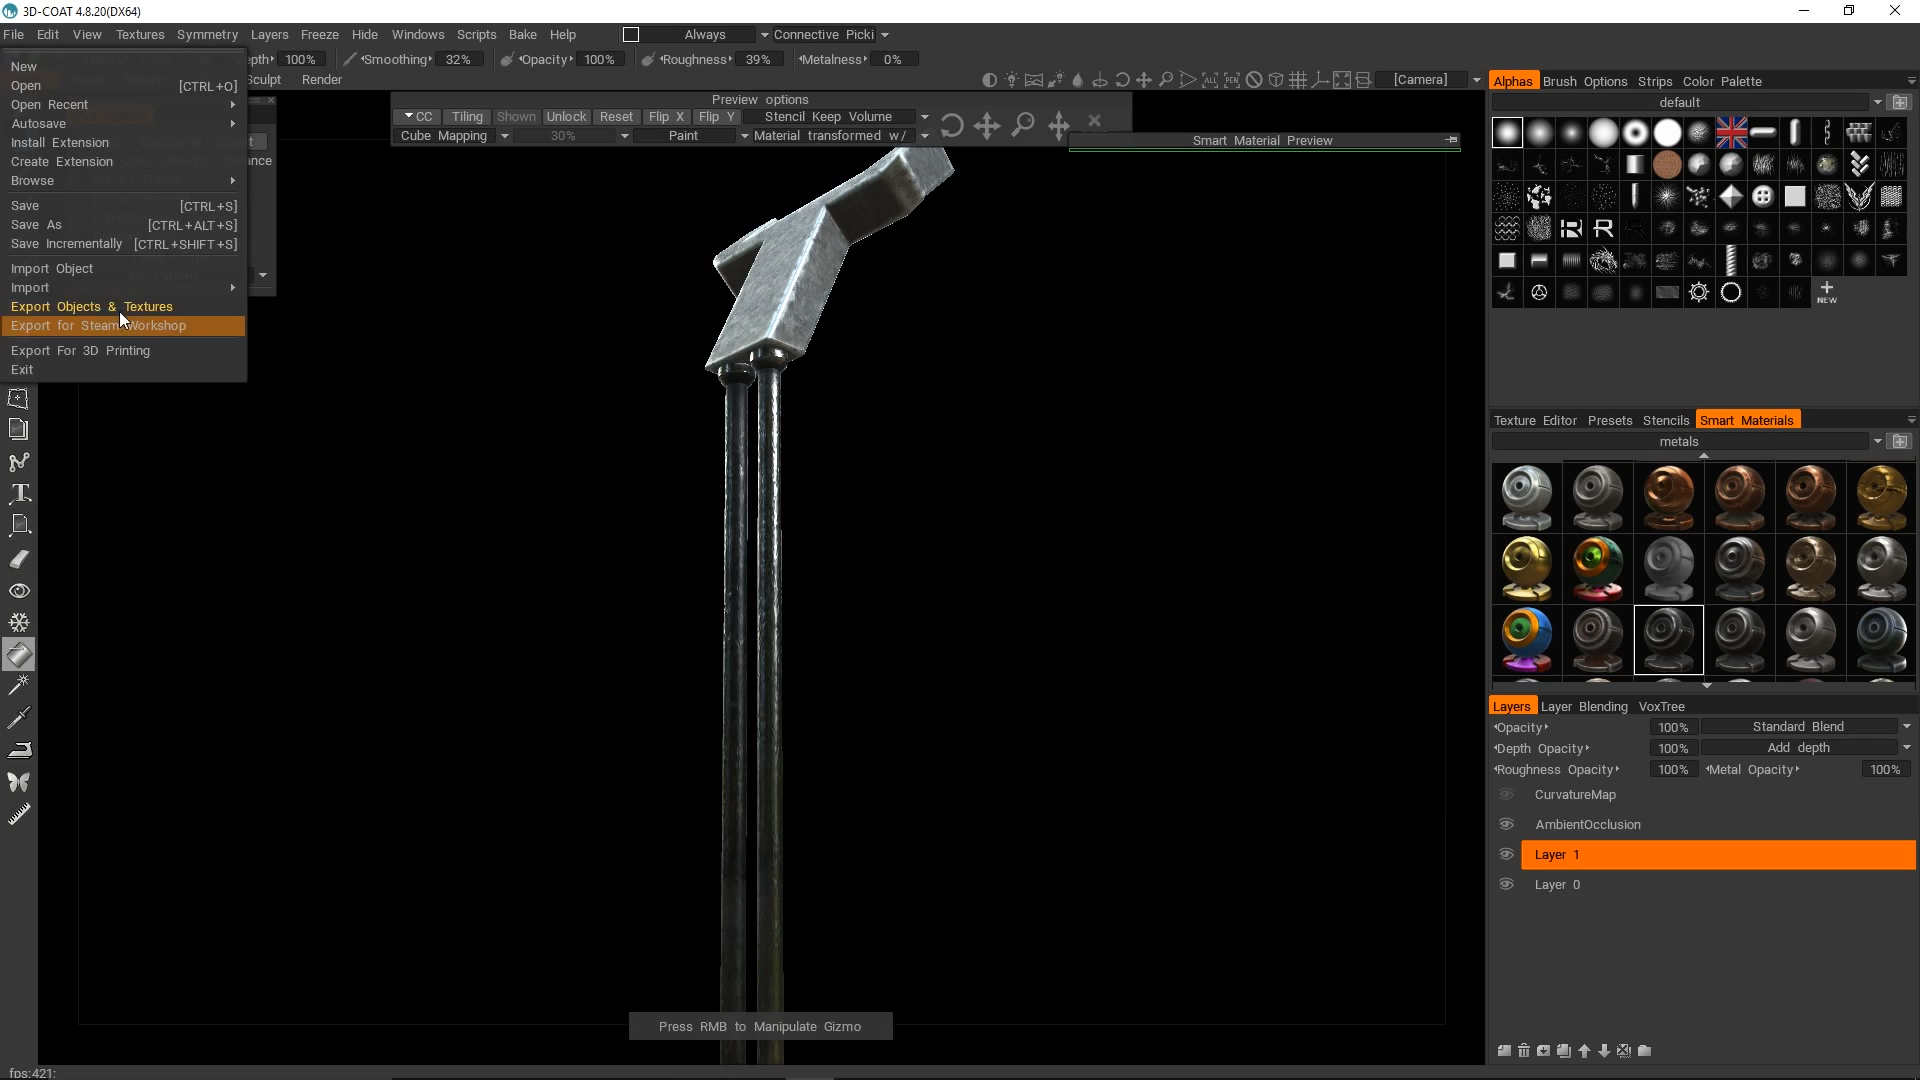 3D-COAT 4.8.20(DX64)
File Edit View Textures Symmetry Layers Freeze Hide Windows Scripts Bake Help Always Connective Picki
epth 100% Smoothing 32% Opacity 100% Roughness 39% Metalness 0%
culpt Render [Camera]
New
Open [CTRL+O]
Open Recent
Autosave
Install Extension
Create Extension
Browse
Save [CTRL+S]
Save As [CTRL+ALT+S]
Save Incrementally [CTRL+SHIFT+S]
Import Object
Import
Export Objects & Textures
Export for Steam Workshop
Export For 3D Printing
Exit
t
ance
Preview options
CC Tiling Shown Unlock Reset Flip X Flip Y Stencil Keep Volume
Cube Mapping 30% Paint Material transformed w/
Smart Material Preview
Alphas Brush Options Strips Color Palette
default
NEW
Texture Editor Presets Stencils Smart Materials
metals
Layers Layer Blending VoxTree
Opacity 100% Standard Blend
Depth Opacity 100% Add depth
Roughness Opacity 100% Metal Opacity 100%
CurvatureMap
AmbientOcclusion
Layer 1
Layer 0
Press RMB to Manipulate Gizmo
fps:421: